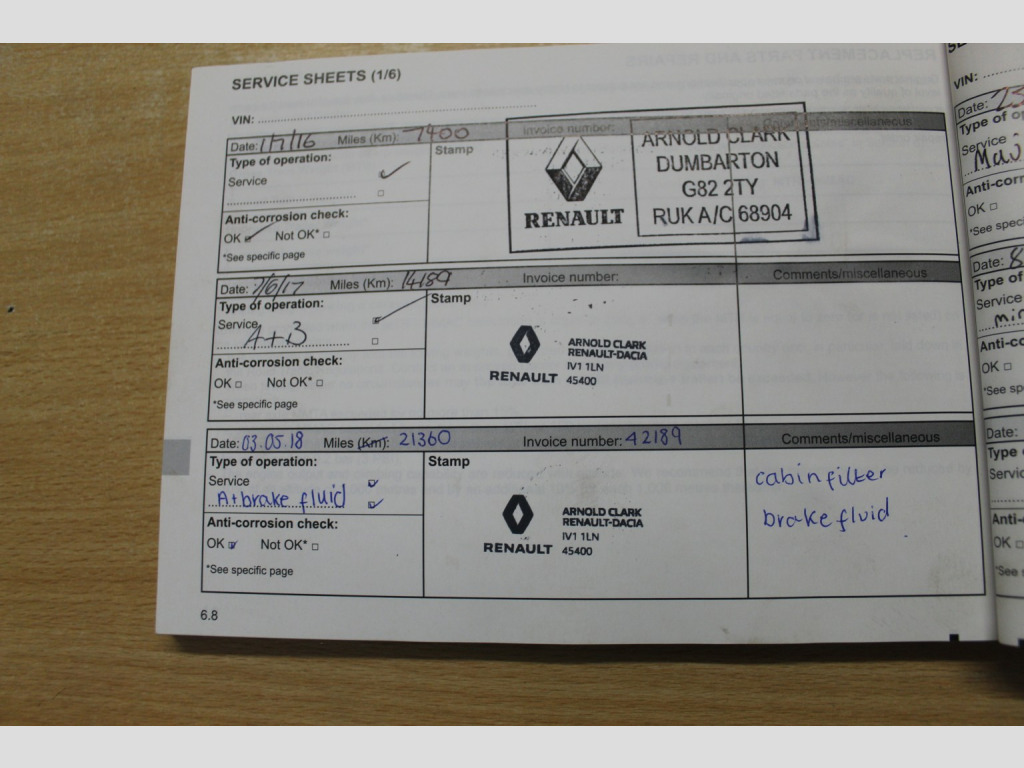 SERVICE SHEETS (1/6)
VIN:
Date: 1/7/16 Miles (Km): 7400 Invoice number: Comments/miscellaneous
Type of operation:
Stamp
Service
Anti-corrosion check:
OK Not OK*
*See specific page
RENAULT
ARNOLD CLARK
DUMBARTON
G82 2TY
RUK A/C 68904
Date: 7/6/17 Miles (Km): 14189 Invoice number: Comments/miscellaneous
Type of operation:
Stamp
Service
A+B
Anti-corrosion check:
OK Not OK*
*See specific page
RENAULT
ARNOLD CLARK
RENAULT-DACIA
IV1 1LN
45400
Date: 03.05.18 Miles (Km): 21360 Invoice number: 42189 Comments/miscellaneous
Type of operation:
Stamp
Service
A+brake fluid
Anti-corrosion check:
OK Not OK*
*See specific page
RENAULT
ARNOLD CLARK
RENAULT-DACIA
IV1 1LN
45400
cabin filter
brake fluid
6.8
VIN:
Date:
Type of op
Service
Anti-corr
OK
*See spec
Date: 8
Type of
Service
Anti-co
OK
*See sp
Date:
Type
Servic
Anti-
OK
*See